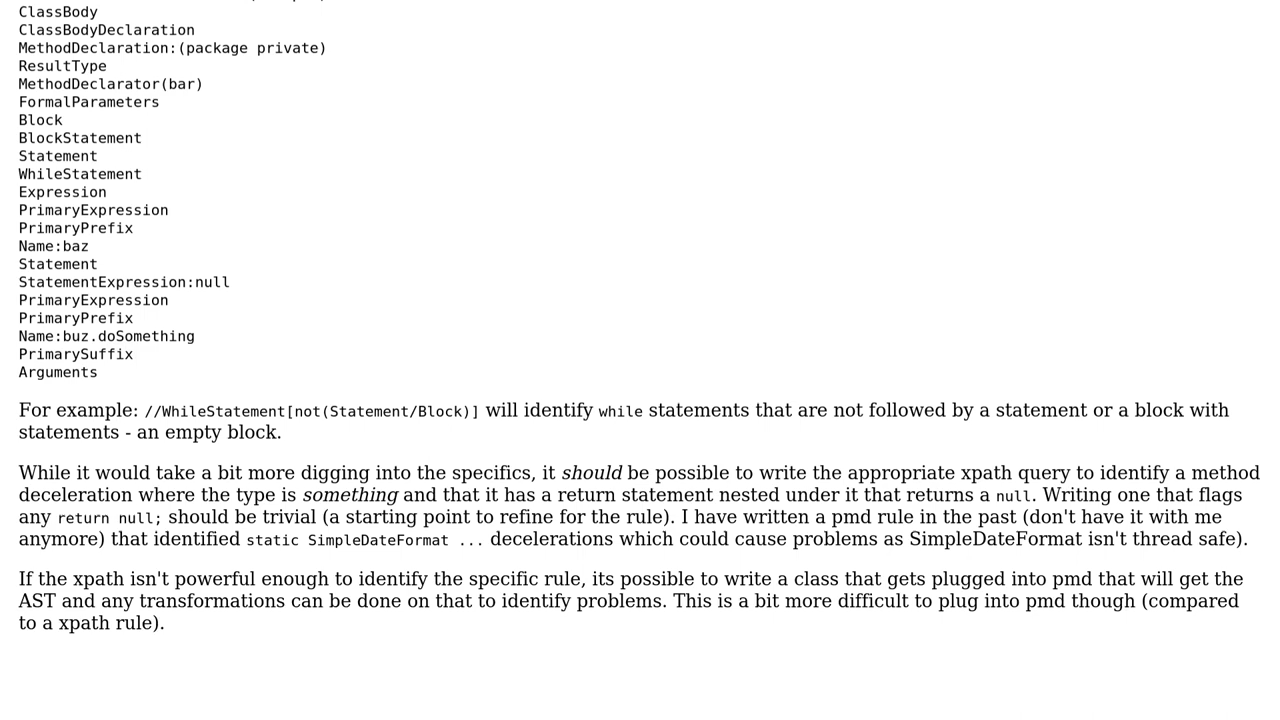 ClassBody
ClassBodyDeclaration
MethodDeclaration:(package private)
ResultType
MethodDeclarator(bar)
FormalParameters
Block
BlockStatement
Statement
WhileStatement
Expression
PrimaryExpression
PrimaryPrefix
Name:baz
Statement
StatementExpression:null
PrimaryExpression
PrimaryPrefix
Name:buz.doSomething
PrimarySuffix
Arguments
For example: //WhileStatement[not(Statement/Block)] will identify while statements that are not followed by a statement or a block with
statements - an empty block.
While it would take a bit more digging into the specifics, it should be possible to write the appropriate xpath query to identify a method
deceleration where the type is something and that it has a return statement nested under it that returns a null. Writing one that flags
any return null; should be trivial (a starting point to refine for the rule). I have written a pmd rule in the past (don't have it with me
anymore) that identified static SimpleDateFormat ... decelerations which could cause problems as SimpleDateFormat isn't thread safe).
If the xpath isn't powerful enough to identify the specific rule, its possible to write a class that gets plugged into pmd that will get the
AST and any transformations can be done on that to identify problems. This is a bit more difficult to plug into pmd though (compared
to a xpath rule).